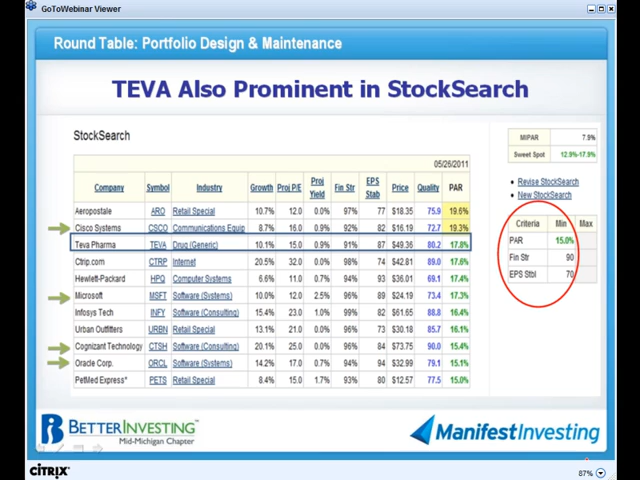 GoToWebinar Viewer
Round Table: Portfolio Design & Maintenance
TEVA Also Prominent in StockSearch
StockSearch
05/26/2011
Company Symbol Industry Growth Proj P/E Proj Yield Fin Str EPS Stab Price Quality PAR
Aeropostale ARO Retail Special 10.7% 12.0 0.0% 97% 77 $18.35 75.9 19.6%
Cisco Systems CSCO Communications Equip 8.7% 16.0 0.9% 92% 82 $16.19 72.7 19.3%
Teva Pharma TEVA Drug (Generic) 10.1% 15.0 0.9% 91% 87 $49.36 80.2 17.8%
Ctrip.com CTRP Internet 20.5% 32.0 0.0% 98% 74 $42.81 89.0 17.6%
Hewlett-Packard HPQ Computer Systems 6.6% 11.0 0.7% 94% 93 $36.01 69.1 17.4%
Microsoft MSFT Software (Systems) 10.0% 12.0 2.5% 96% 89 $24.19 73.4 17.3%
Infosys Tech INFY Software (Consulting) 15.4% 23.0 1.0% 99% 82 $61.65 88.8 16.4%
Urban Outfitters URBN Retail Special 13.1% 21.0 0.0% 96% 73 $30.18 85.7 16.1%
Cognizant Technology CTSH Software (Consulting) 20.1% 25.0 0.0% 96% 84 $73.75 90.0 15.4%
Oracle Corp. ORCL Software (Systems) 14.2% 17.0 0.7% 94% 94 $32.99 79.1 15.1%
PetMed Express* PETS Retail Special 8.4% 15.0 1.7% 93% 84 $12.57 77.5 15.0%
MIPAR 7.9%
Sweet Spot 12.9%-17.9%
Revise StockSearch
New StockSearch
Criteria Min Max
PAR 15.0%
Fin Str 90
EPS Stbl 70
BETTERINVESTING™
Mid-Michigan Chapter
ManifestInvesting
CITRIX
87%